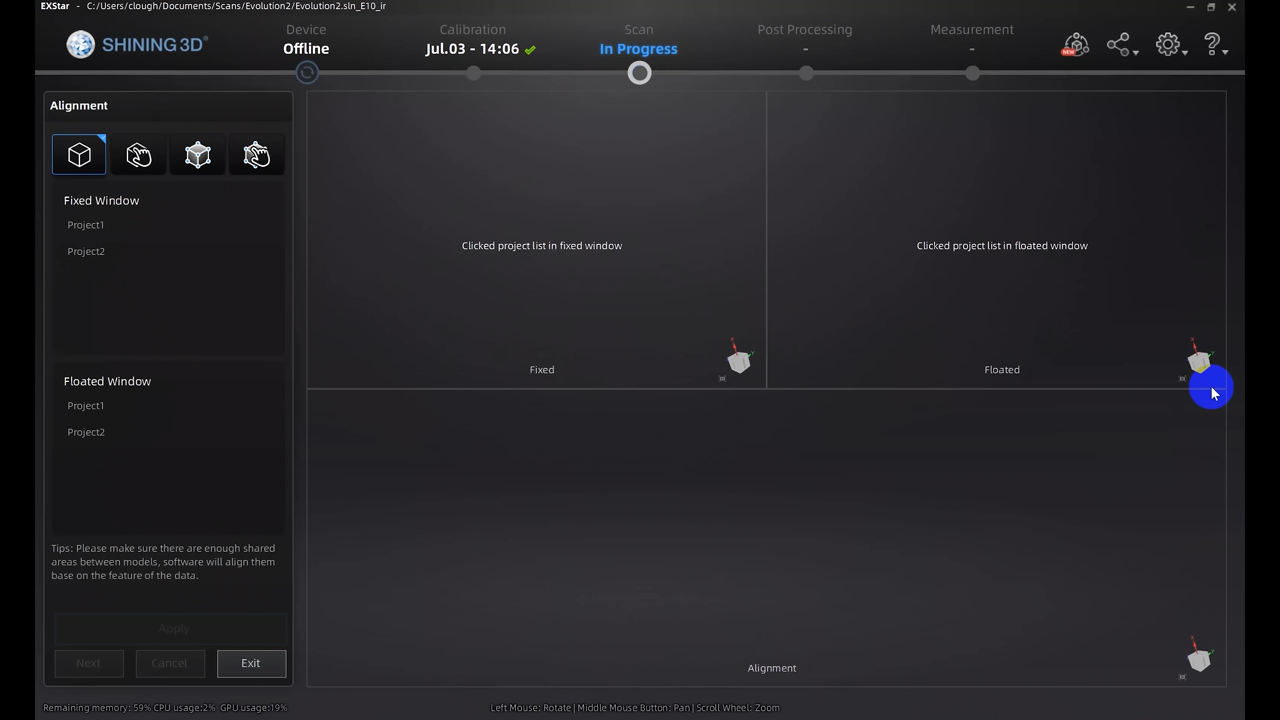 EXStar - C:/Users/clough/Documents/Scans/Evolution2/Evolution2.sln_E10_ir
SHINING 3D®
Device
Offline
Calibration
Jul.03 - 14:06
Scan
In Progress
Post Processing
-
Measurement
-
NEW
Alignment
Fixed Window
Project1
Project2
Floated Window
Project1
Project2
Tips: Please make sure there are enough shared
areas between models, software will align them
base on the feature of the data.
Apply
Next
Cancel
Exit
Clicked project list in fixed window
Fixed
Clicked project list in floated window
Floated
Alignment
Remaining memory: 59% CPU usage:2% GPU usage:19%
Left Mouse: Rotate | Middle Mouse Button: Pan | Scroll Wheel: Zoom